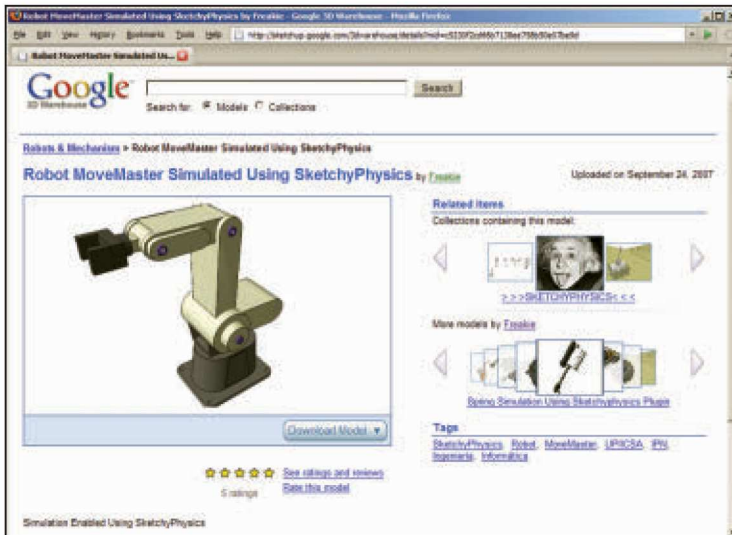 Robot MoveMaster Simulated Using SketchyPhysics by Freakie - Google 3D Warehouse - Mozilla Firefox
File Edit View History Bookmarks Tools Help
Robot MoveMaster Simulated Us...
Google
3D Warehouse
Search
Search for: Models Collections
Robots & Mechanism » Robot MoveMaster Simulated Using SketchyPhysics
Robot MoveMaster Simulated Using SketchyPhysics by Freakie
Uploaded on September 24, 2007
Related Items
Collections containing this model:
> > >SKETCHYPHYSICS< < <
More models by Freakie
Spring Simulation Using Sketchyphysics Plugin
Download Model
Tags
SketchyPhysics, Robot, MoveMaster, UPIICSA, IPN,
Ingenieria, Informática
See ratings and reviews
5 ratings
Rate this model
Simulation Enabled Using SketchyPhysics